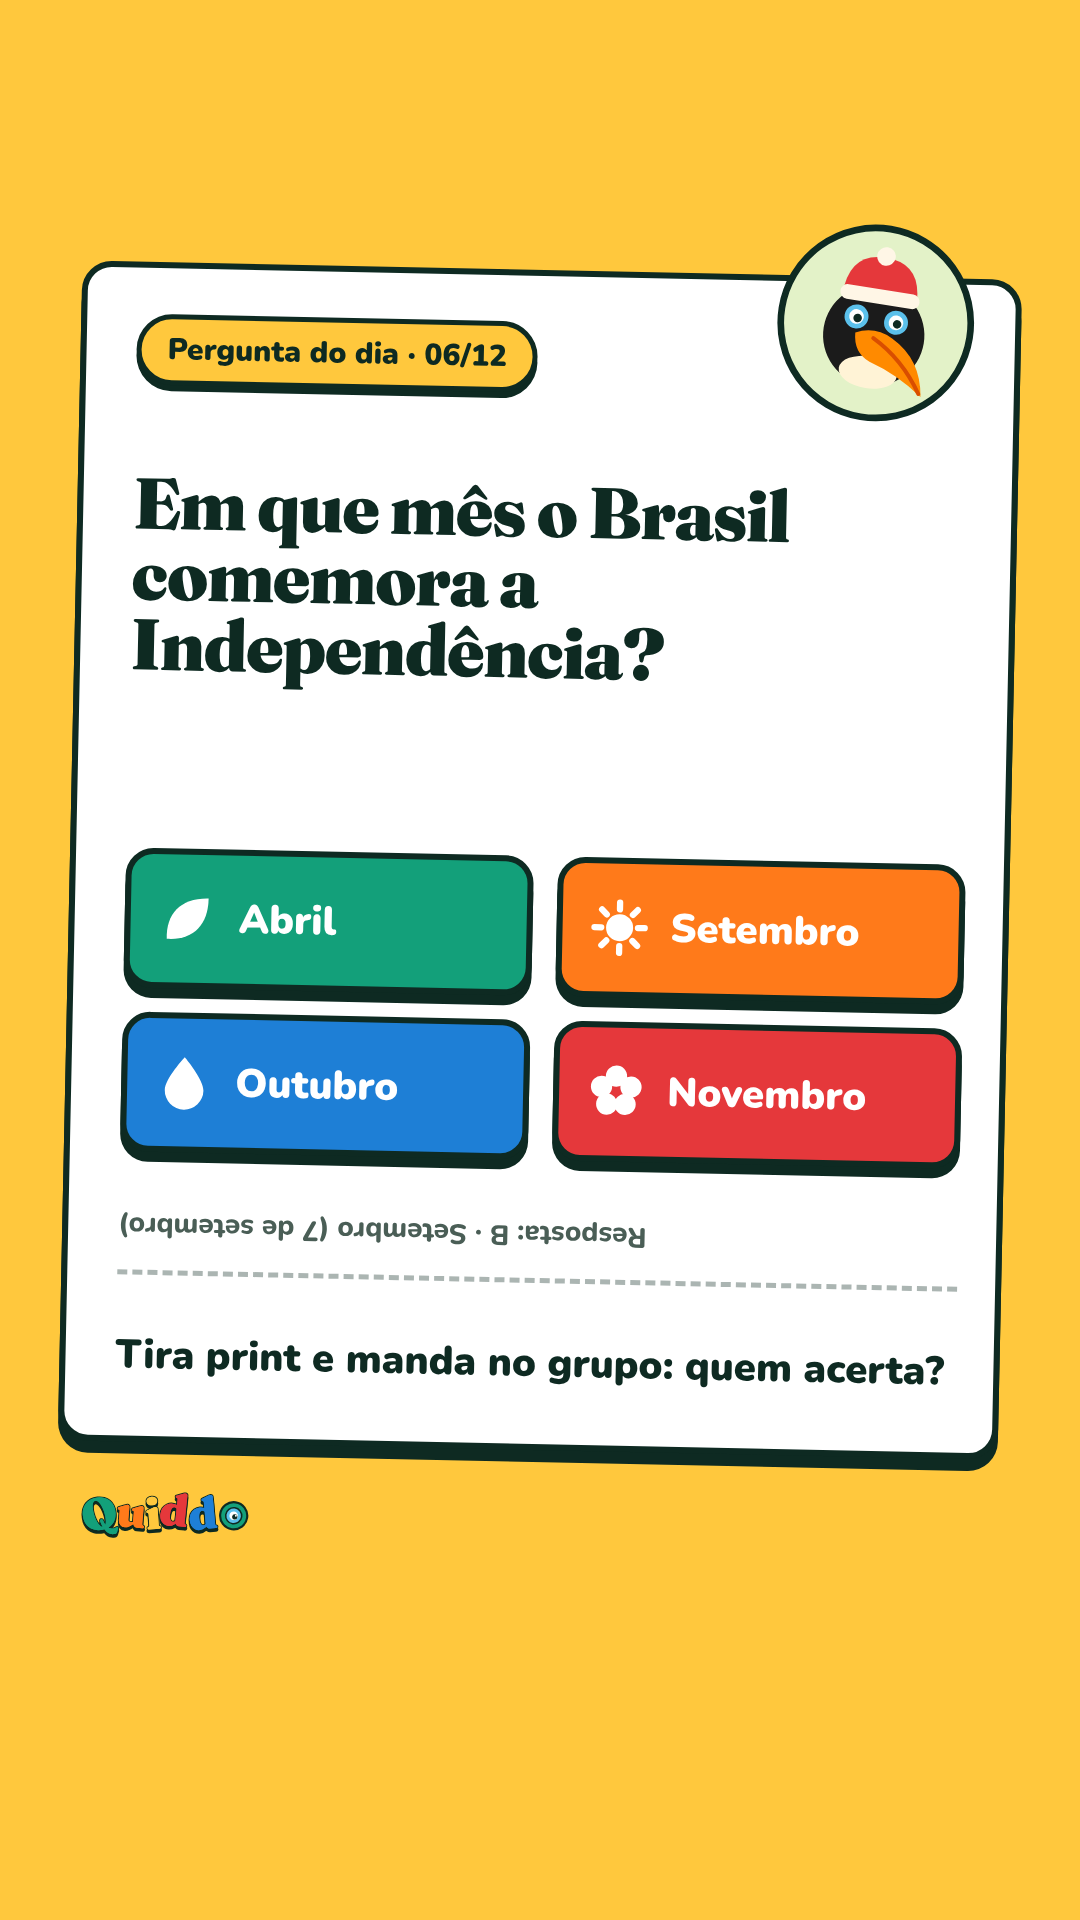 Pergunta do dia · 06/12
Em que mês o Brasil
comemora a
Independência?
Abril
Setembro
Outubro
Novembro
Resposta: B · Setembro (7 de setembro)
Tira print e manda no grupo: quem acerta?
Quiddo